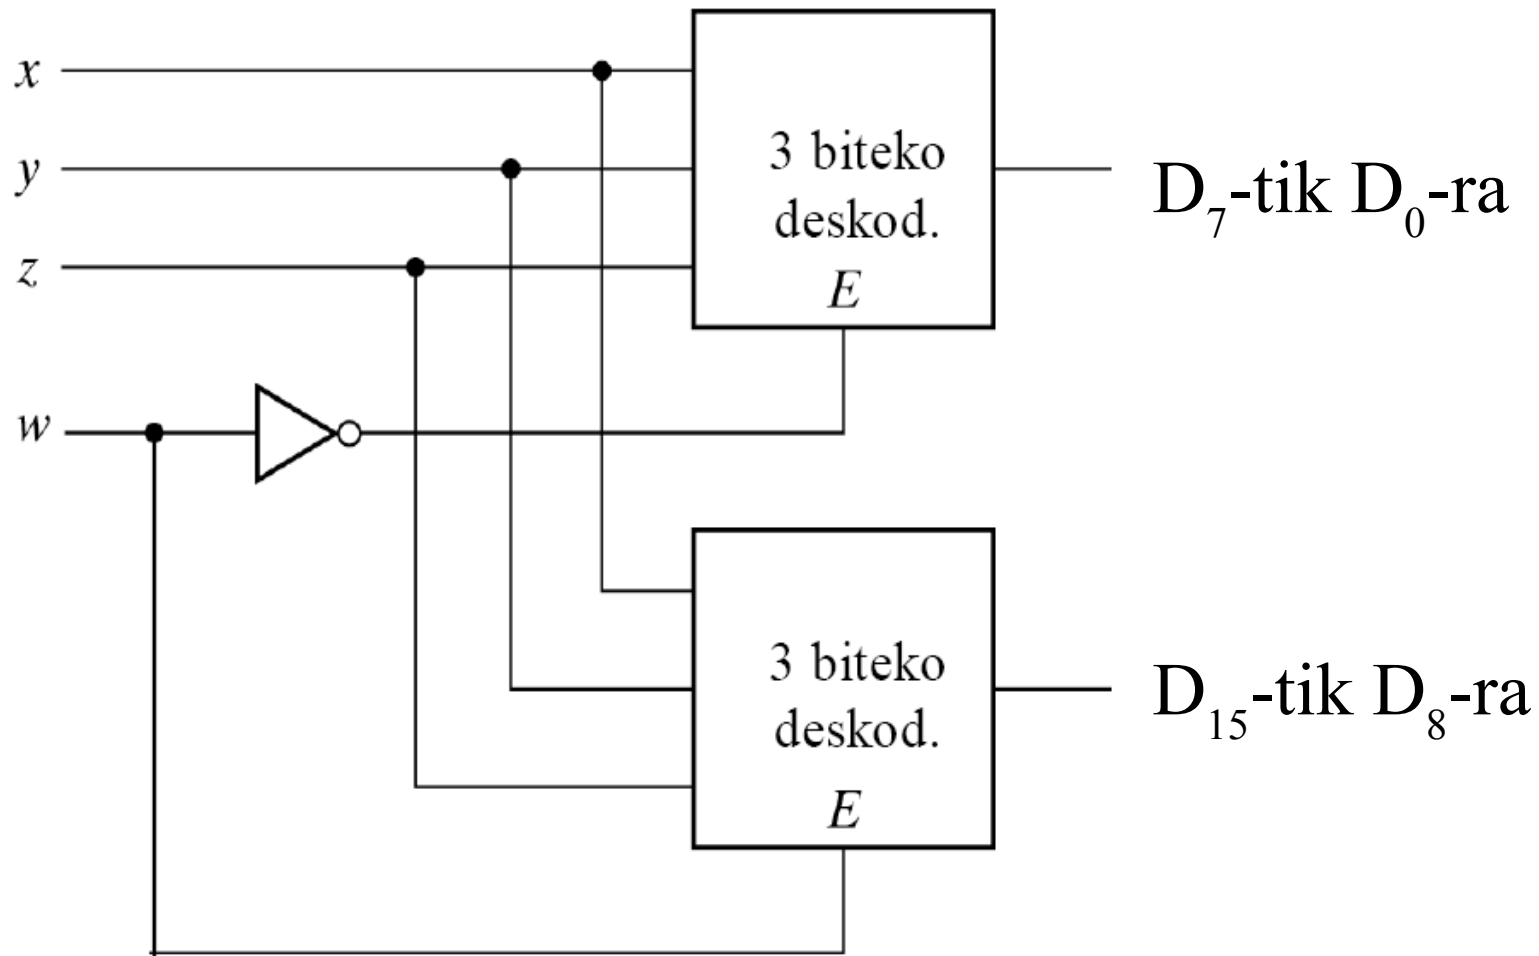 x
y
z
w
3 biteko
deskod.
E
D₇-tik D₀-ra
3 biteko
deskod.
E
D₁₅-tik D₈-ra